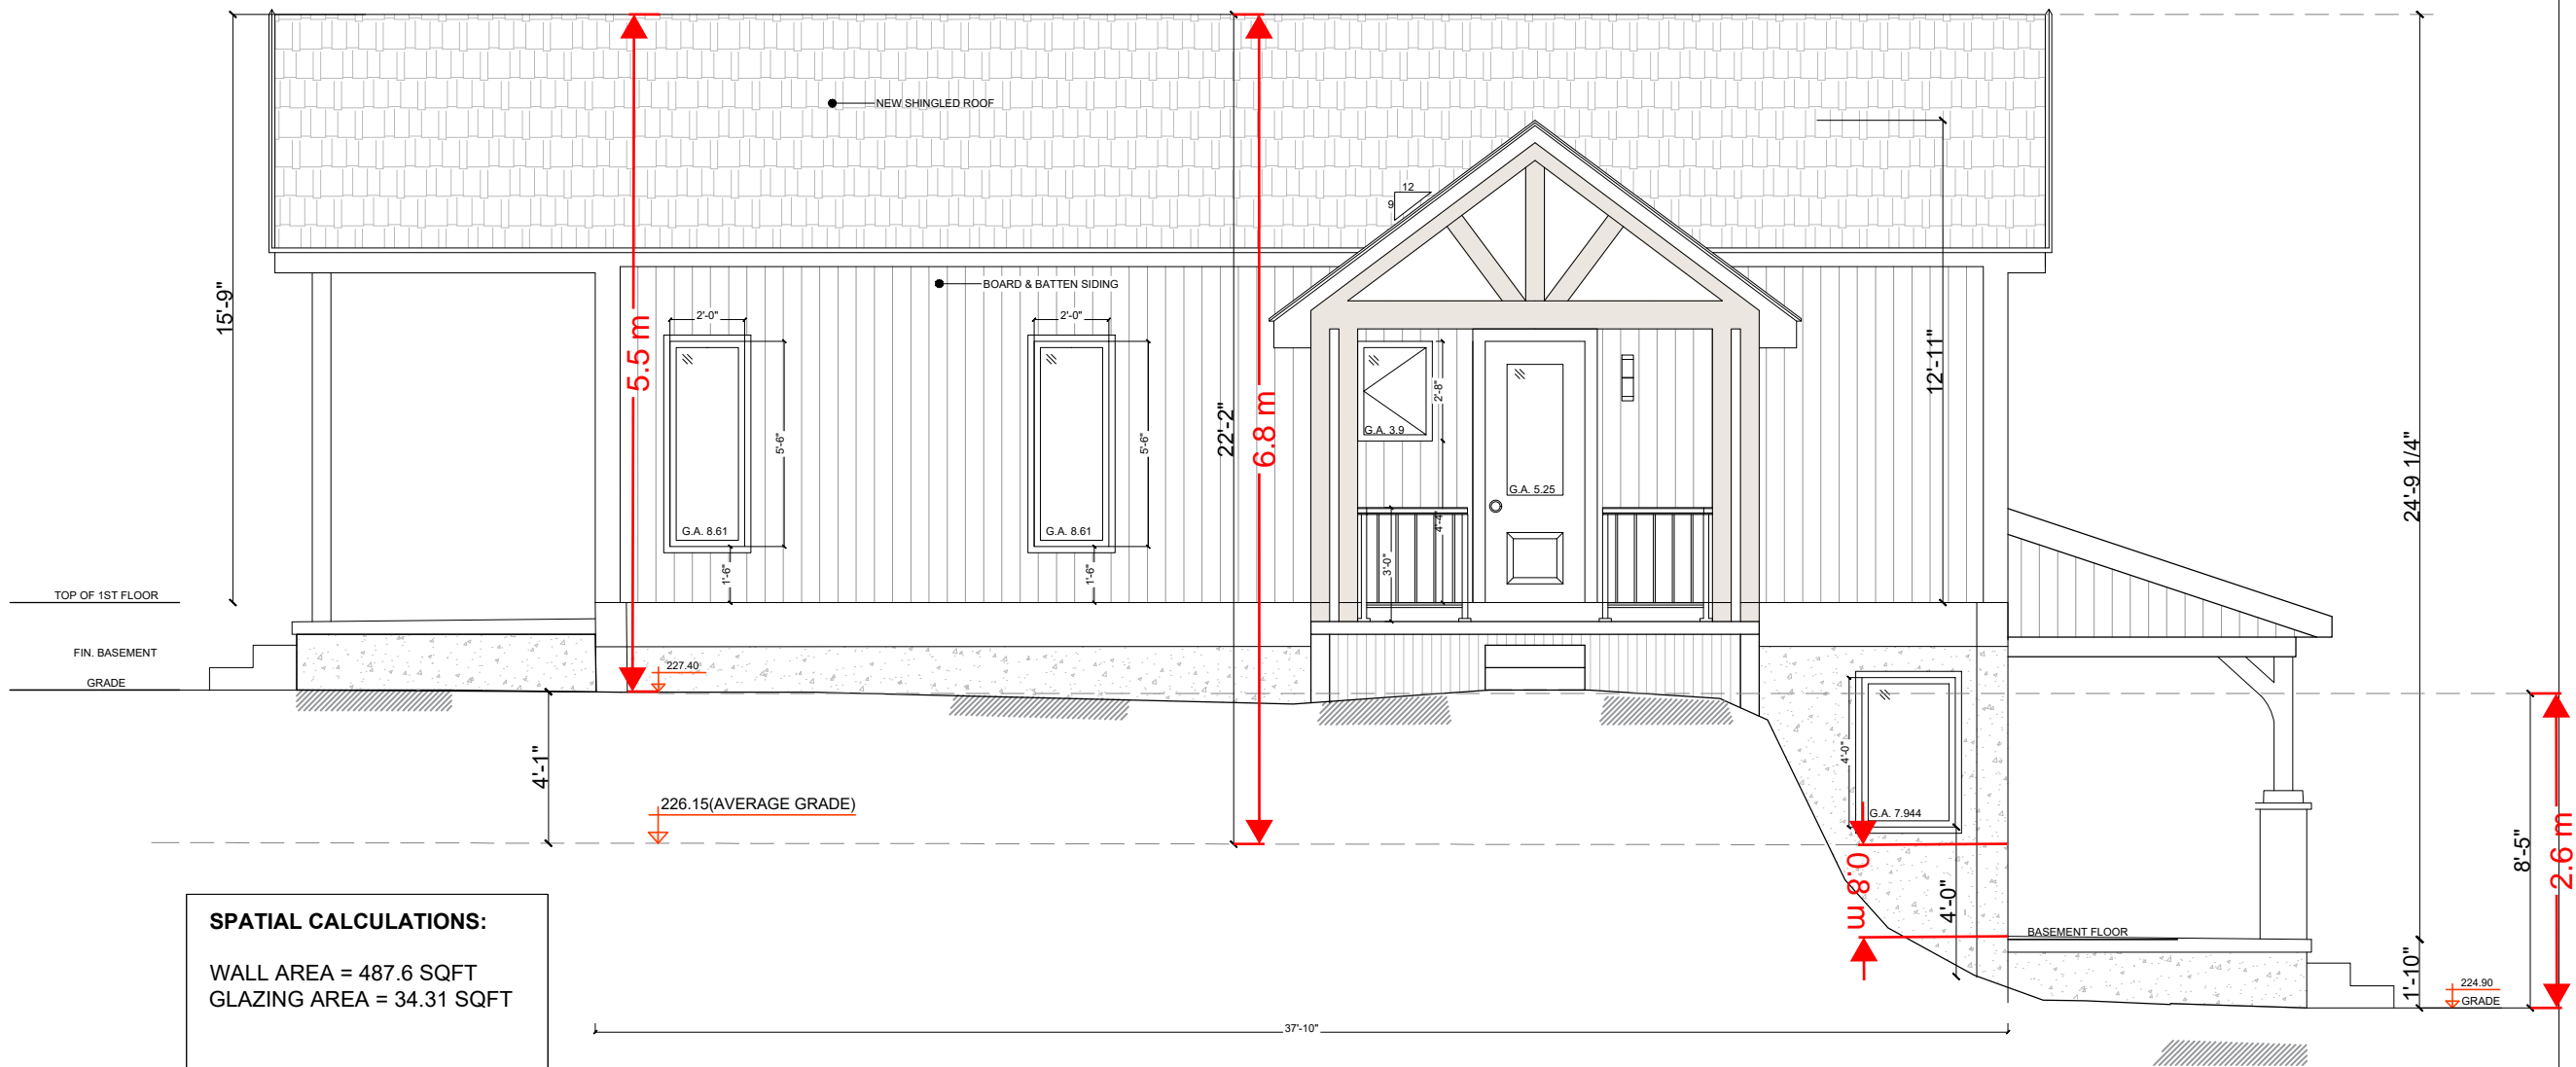 NEW SHINGLED ROOF
12
9
BOARD & BATTEN SIDING
15'-9"
5.5 m
2'-0"
2'-0"
5'-6"
5'-6"
22'-2"
6.8 m
12'-11"
2'-8"
G.A. 3.9
G.A. 5.25
4'-4"
3'-0"
24'-9 1/4"
G.A. 8.61
G.A. 8.61
1'-6"
1'-6"
TOP OF 1ST FLOOR
FIN. BASEMENT
GRADE
227.40
4'-1"
226.15(AVERAGE GRADE)
4'-0"
G.A. 7.944
0.8 m
4'-0"
8'-5"
2.6 m
BASEMENT FLOOR
1'-10"
224.90
GRADE
SPATIAL CALCULATIONS:
WALL AREA = 487.6 SQFT
GLAZING AREA = 34.31 SQFT
37'-10"